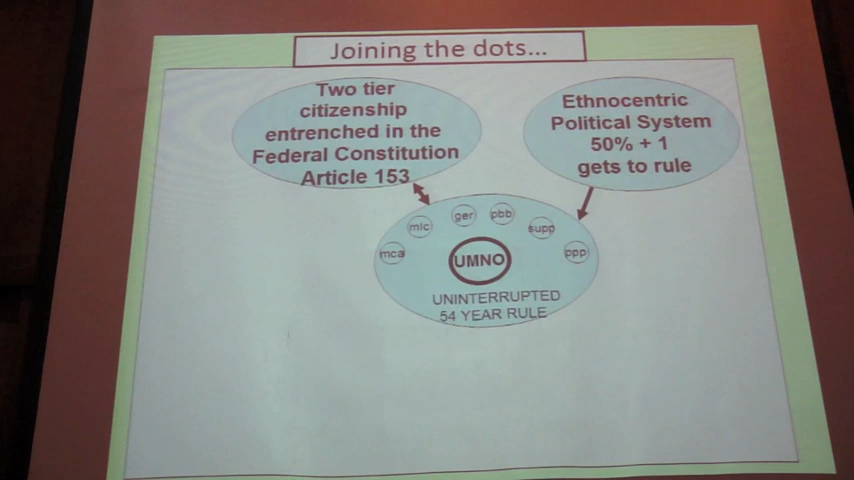 Joining the dots...
Two tier
citizenship
entrenched in the
Federal Constitution
Article 153
Ethnocentric
Political System
50% + 1
gets to rule
mca
mic
ger
pbb
supp
ppp
UMNO
UNINTERRUPTED
54 YEAR RULE